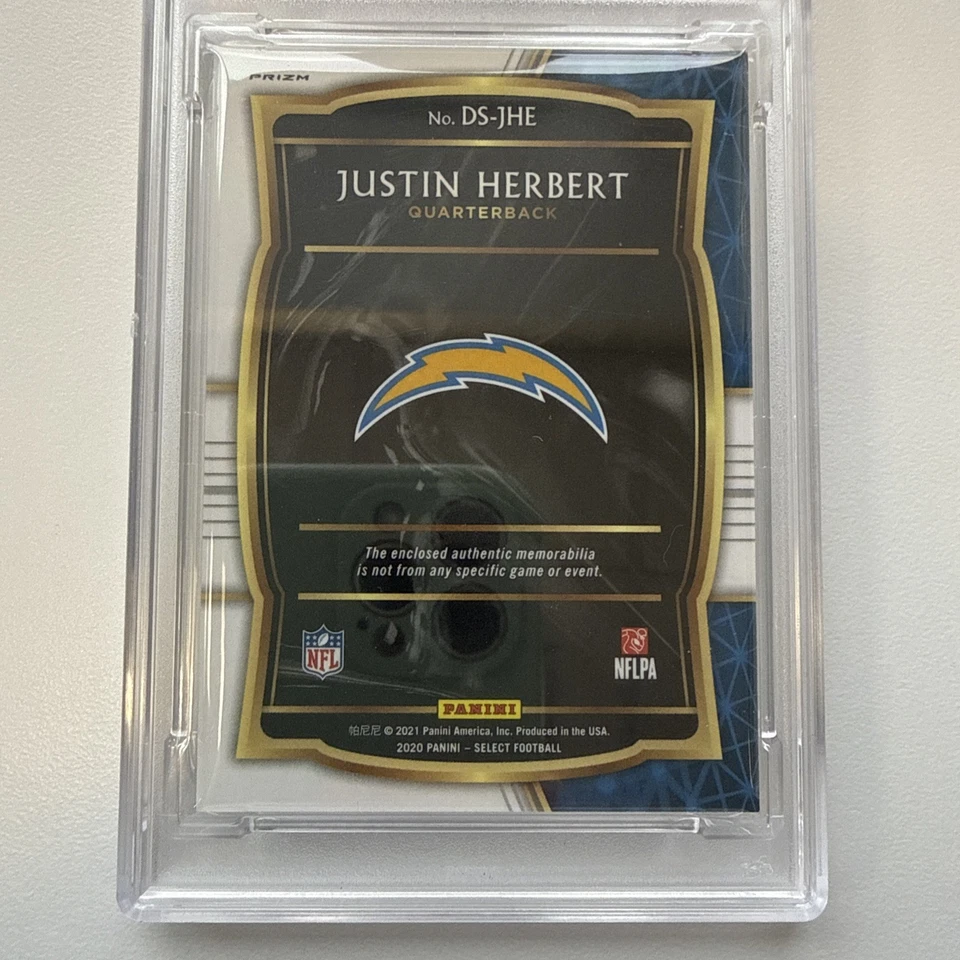 PRIZM
No. DS-JHE
JUSTIN HERBERT
QUARTERBACK
The enclosed authentic memorabilia
is not from any specific game or event.
NFL
NFLPA
PANINI
帕尼尼 © 2021 Panini America, Inc. Produced in the USA.
2020 PANINI – SELECT FOOTBALL